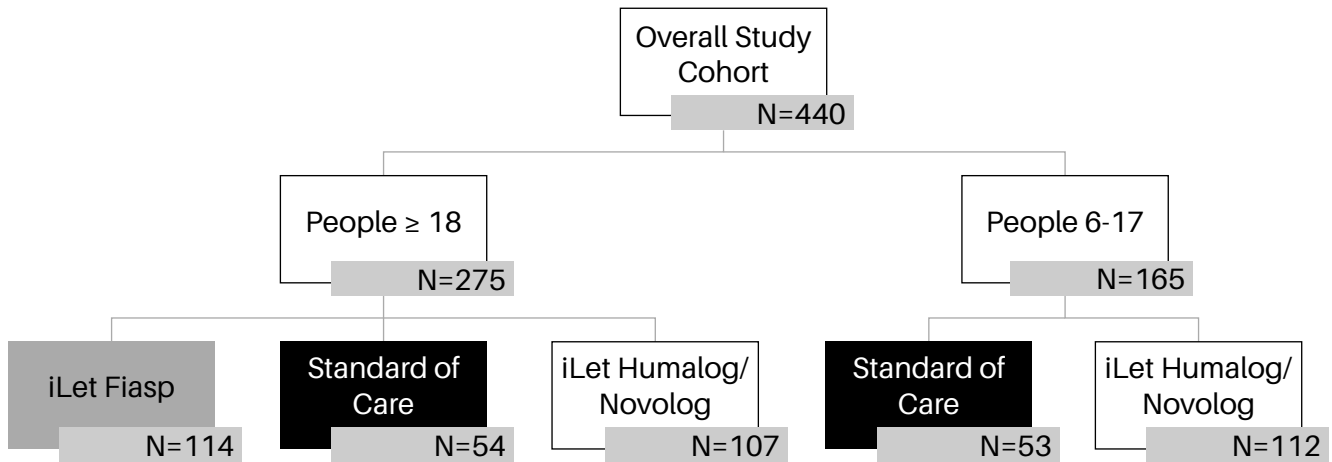 Overall Study
Cohort
N=440
People ≥ 18
N=275
People 6-17
N=165
iLet Fiasp
N=114
Standard of
Care
N=54
iLet Humalog/
Novolog
N=107
Standard of
Care
N=53
iLet Humalog/
Novolog
N=112